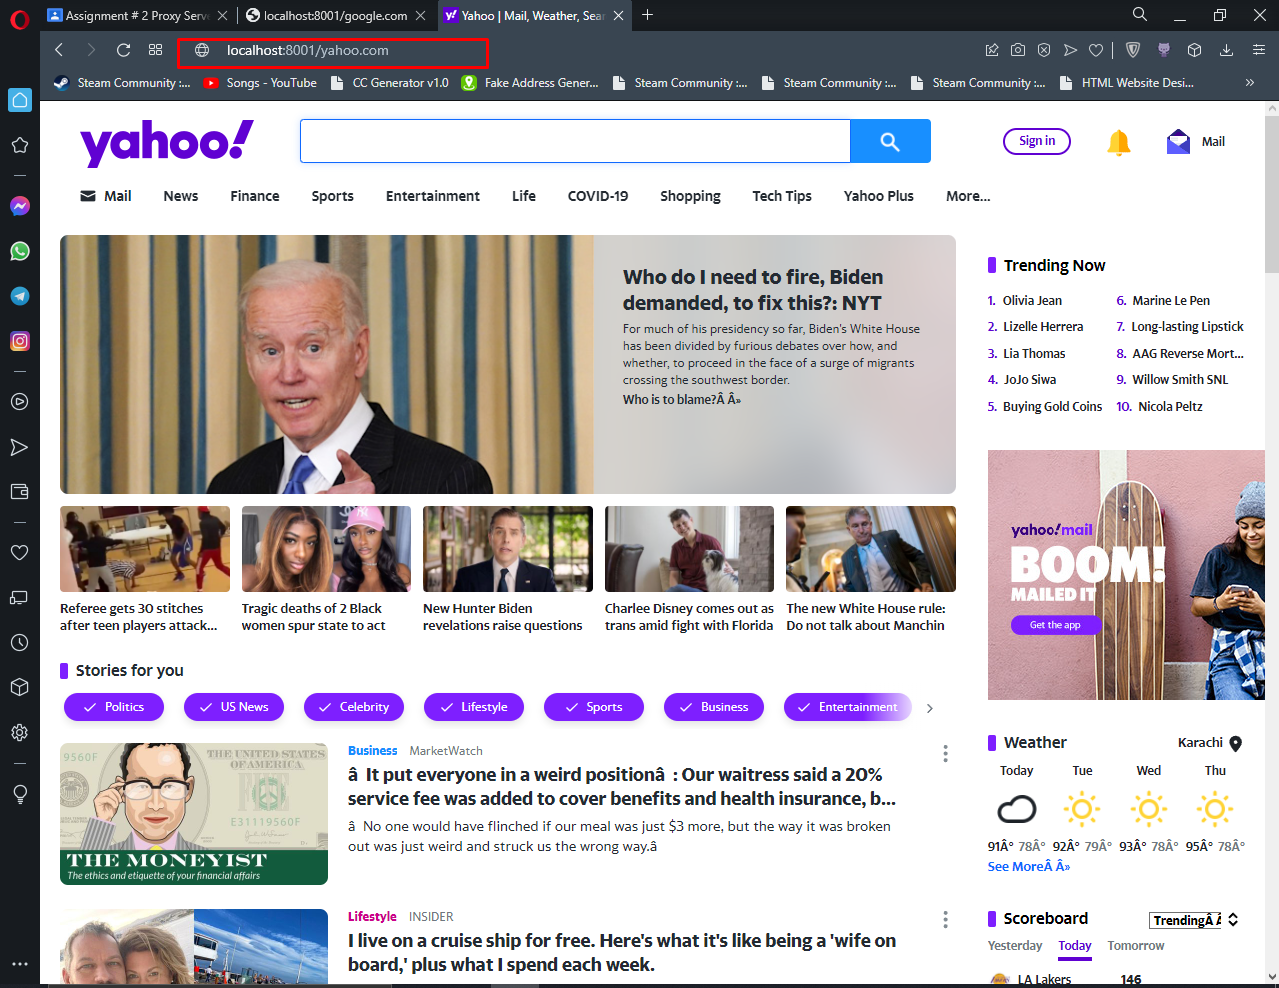 Assignment # 2 Proxy Serve
localhost:8001/google.com
Yahoo | Mail, Weather, Sear
localhost:8001/yahoo.com
Steam Community :...
Songs - YouTube
CC Generator v1.0
Fake Address Gener...
Steam Community :...
Steam Community :...
Steam Community :...
HTML Website Desi...
yahoo!
Sign in
Mail
Mail
News
Finance
Sports
Entertainment
Life
COVID-19
Shopping
Tech Tips
Yahoo Plus
More...
Who do I need to fire, Biden
demanded, to fix this?: NYT
For much of his presidency so far, Biden's White House
has been divided by furious debates over how, and
whether, to proceed in the face of a surge of migrants
crossing the southwest border.
Who is to blame?Â Â»
Referee gets 30 stitches
after teen players attack...
Tragic deaths of 2 Black
women spur state to act
New Hunter Biden
revelations raise questions
Charlee Disney comes out as
trans amid fight with Florida
The new White House rule:
Do not talk about Manchin
Trending Now
1. Olivia Jean
2. Lizelle Herrera
3. Lia Thomas
4. JoJo Siwa
5. Buying Gold Coins
6. Marine Le Pen
7. Long-lasting Lipstick
8. AAG Reverse Mort...
9. Willow Smith SNL
10. Nicola Peltz
yahoo!mail
BOOM!
MAILED IT
Get the app
Stories for you
Politics
US News
Celebrity
Lifestyle
Sports
Business
Entertainment
9560F
THE UNITED STATES
OF AMERICA
E31119560F
THE MONEYIST
The ethics and etiquette of your financial affairs
Business MarketWatch
â It put everyone in a weird positionâ : Our waitress said a 20%
service fee was added to cover benefits and health insurance, b...
â No one would have flinched if our meal was just $3 more, but the way it was broken
out was just weird and struck us the wrong way.â
Lifestyle INSIDER
I live on a cruise ship for free. Here's what it's like being a 'wife on
board,' plus what I spend each week.
Weather
Karachi
Today
Tue
Wed
Thu
91Â° 78Â° 92Â° 79Â° 93Â° 78Â° 95Â° 78Â°
See MoreÂ Â»
Scoreboard
TrendingÂ
Yesterday
Today
Tomorrow
LA Lakers 146